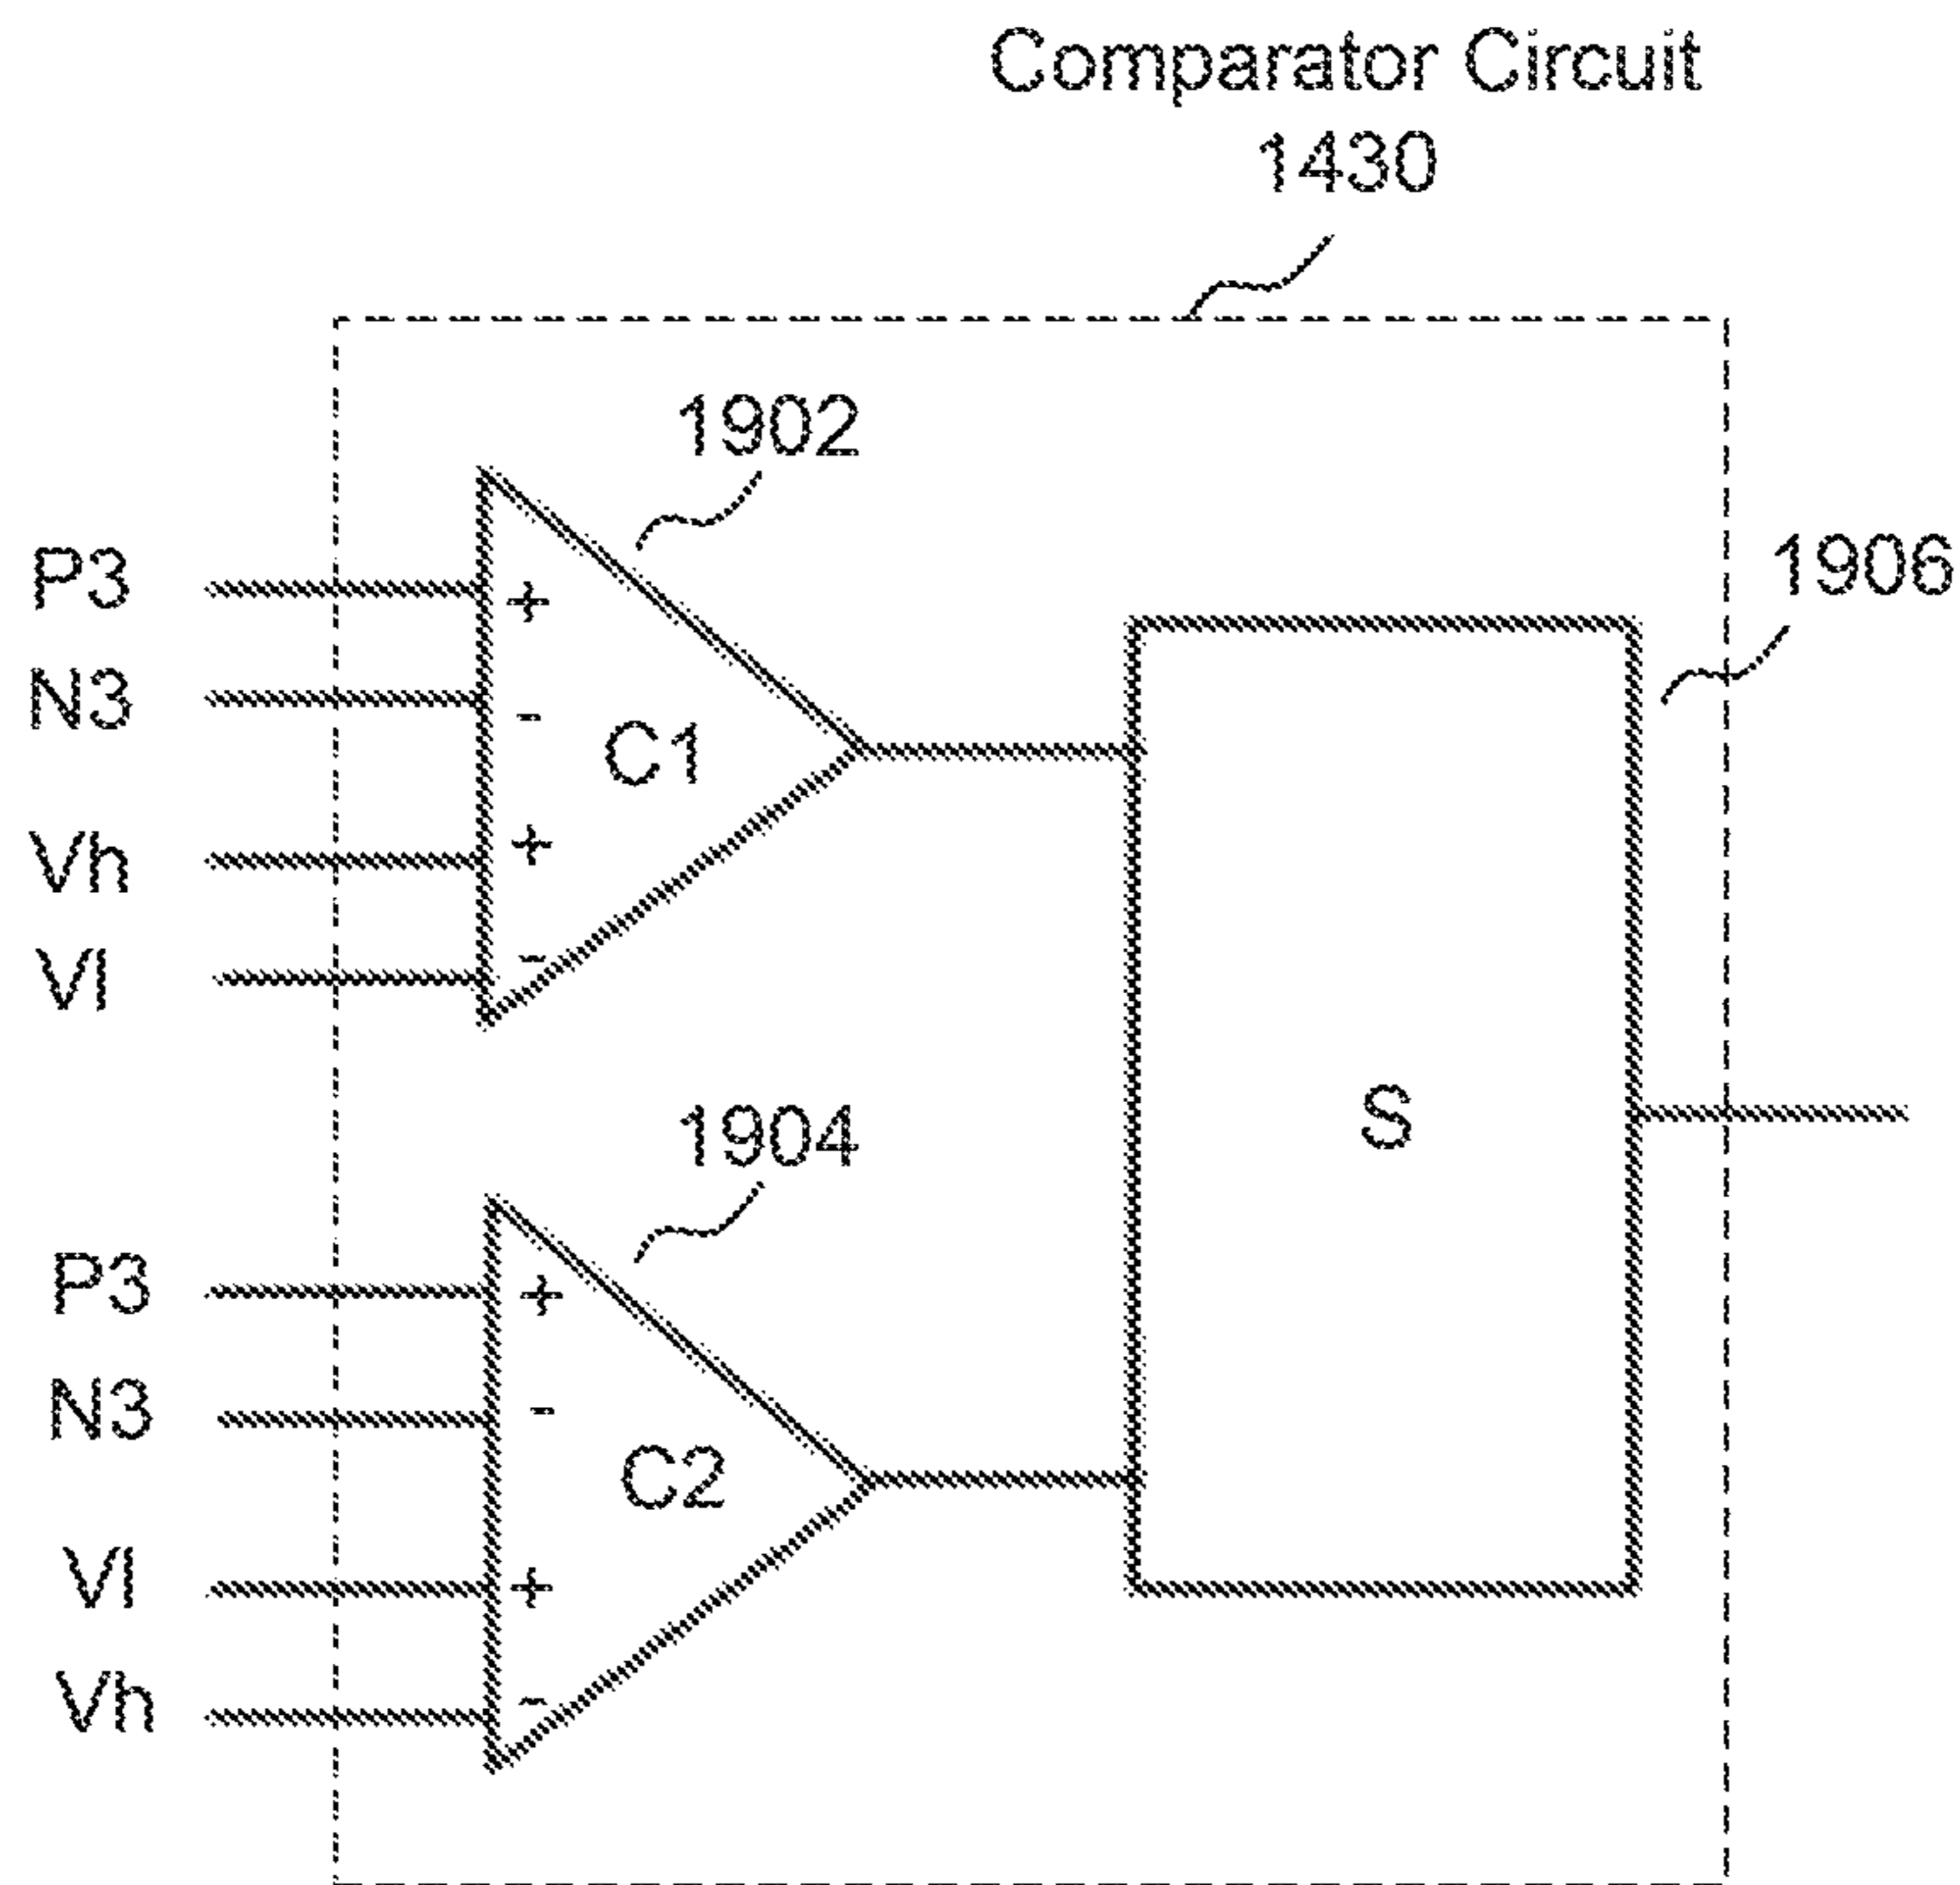 Comparator Circuit
1430
1902
1906
P3
+
N3
-
C1
Vh
+
Vl
-
1904
S
P3
+
N3
-
C2
Vl
+
Vh
-